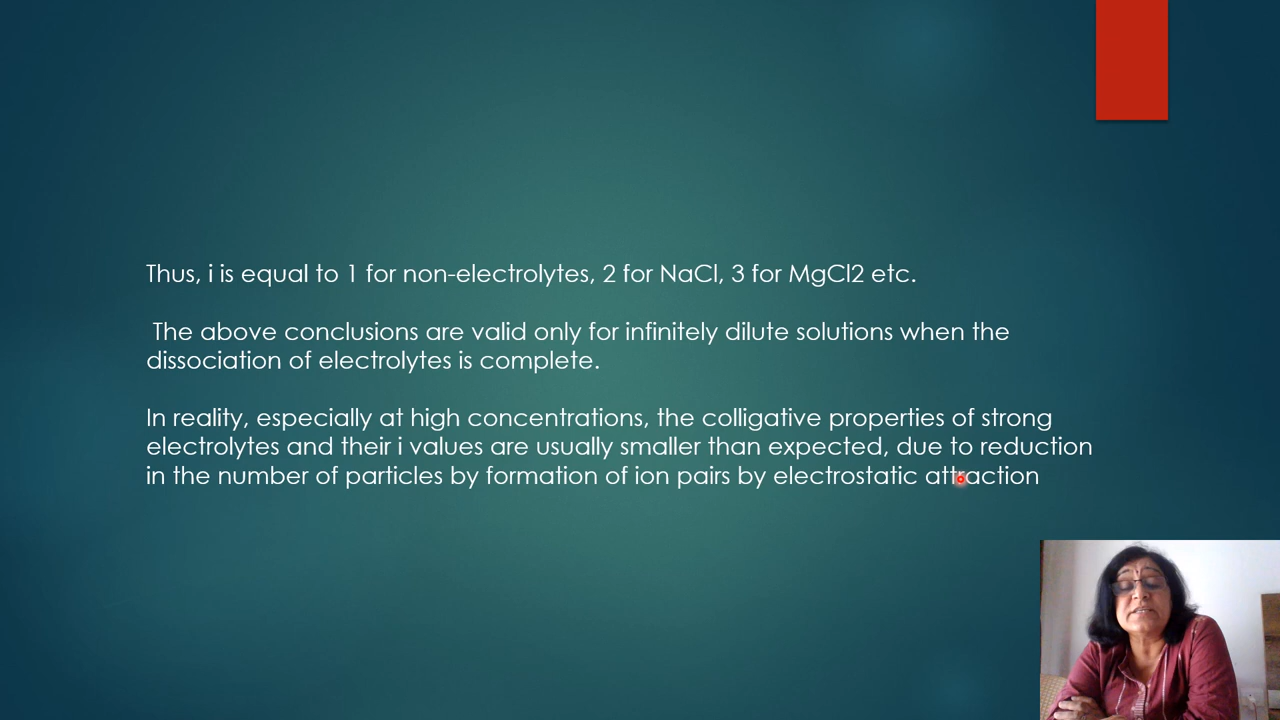 Thus, i is equal to 1 for non-electrolytes, 2 for NaCl, 3 for MgCl2 etc.
The above conclusions are valid only for infinitely dilute solutions when the
dissociation of electrolytes is complete.
In reality, especially at high concentrations, the colligative properties of strong
electrolytes and their i values are usually smaller than expected, due to reduction
in the number of particles by formation of ion pairs by electrostatic attraction